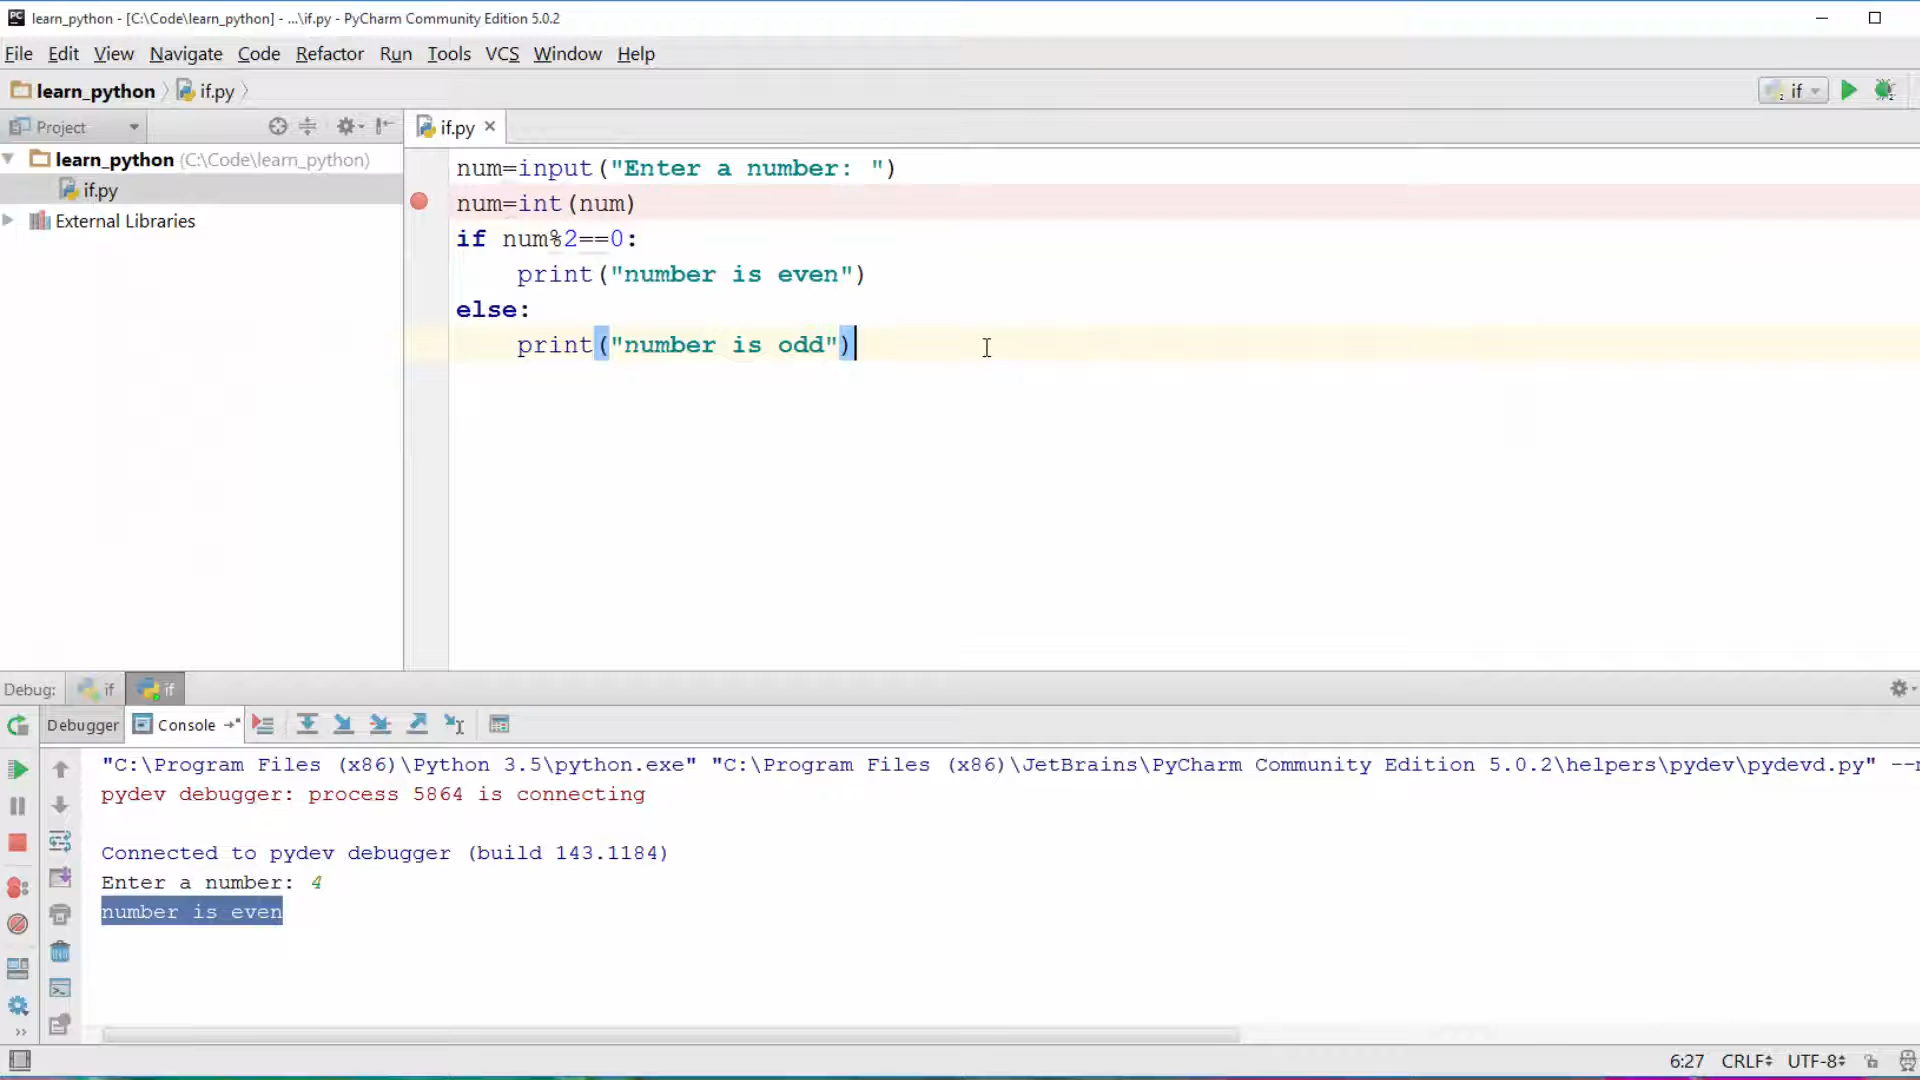 learn_python - [C:\Code\learn_python] - ...\if.py - PyCharm Community Edition 5.0.2
File Edit View Navigate Code Refactor Run Tools VCS Window Help
learn_python if.py if
Project if.py
learn_python (C:\Code\learn_python)
if.py
External Libraries
num=input("Enter a number: ")
num=int(num)
if num%2==0:
print("number is even")
else:
print("number is odd")
Debug: if if
Debugger Console
"C:\Program Files (x86)\Python 3.5\python.exe" "C:\Program Files (x86)\JetBrains\PyCharm Community Edition 5.0.2\helpers\pydev\pydevd.py" --
pydev debugger: process 5864 is connecting
Connected to pydev debugger (build 143.1184)
Enter a number: 4
number is even
6:27 CRLF UTF-8